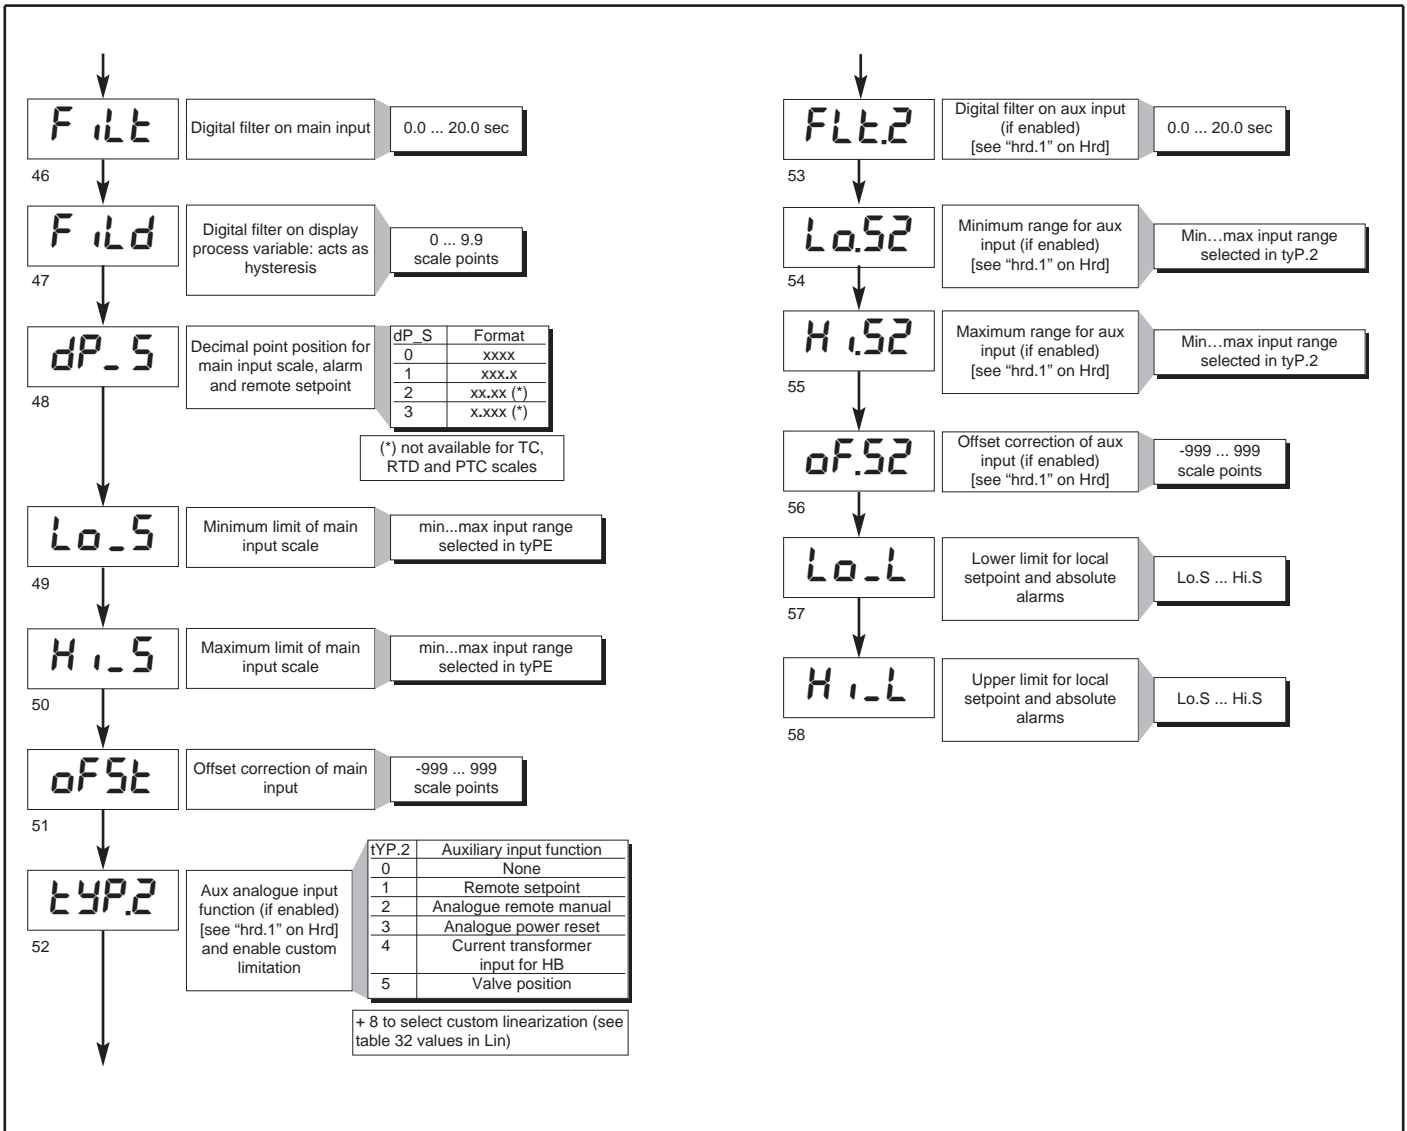 FiLt
Digital filter on main input
0.0 ... 20.0 sec
46
FiLd
Digital filter on display
process variable: acts as
hysteresis
0 ... 9.9
scale points
47
dP_S
Decimal point position for
main input scale, alarm
and remote setpoint
dP_S Format
0 xxxx
1 xxx.x
2 xx.xx (*)
3 x.xxx (*)
(*) not available for TC,
RTD and PTC scales
48
Lo_S
Minimum limit of main
input scale
min...max input range
selected in tyPE
49
Hi_S
Maximum limit of main
input scale
min...max input range
selected in tyPE
50
oFSt
Offset correction of main
input
-999 ... 999
scale points
51
tYP.2
Aux analogue input
function (if enabled)
[see “hrd.1” on Hrd]
and enable custom
limitation
tYP.2 Auxiliary input function
0 None
1 Remote setpoint
2 Analogue remote manual
3 Analogue power reset
4 Current transformer
input for HB
5 Valve position
+ 8 to select custom linearization (see
table 32 values in Lin)
52
FLt.2
Digital filter on aux input
(if enabled)
[see “hrd.1” on Hrd]
0.0 ... 20.0 sec
53
Lo.S2
Minimum range for aux
input (if enabled)
[see “hrd.1” on Hrd]
Min…max input range
selected in tyP.2
54
Hi.S2
Maximum range for aux
input (if enabled)
[see “hrd.1” on Hrd]
Min…max input range
selected in tyP.2
55
oF.S2
Offset correction of aux
input (if enabled)
[see “hrd.1” on Hrd]
-999 ... 999
scale points
56
Lo_L
Lower limit for local
setpoint and absolute
alarms
Lo.S ... Hi.S
57
Hi_L
Upper limit for local
setpoint and absolute
alarms
Lo.S ... Hi.S
58